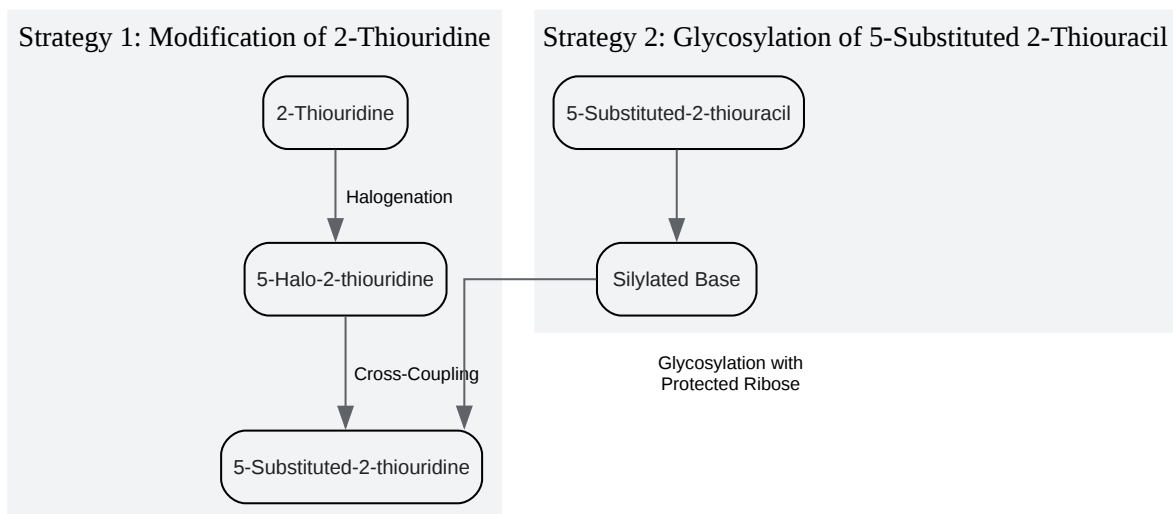 Strategy 1: Modification of 2-Thiouridine
2-Thiouridine
Halogenation
5-Halo-2-thiouridine
Cross-Coupling
5-Substituted-2-thiouridine
Strategy 2: Glycosylation of 5-Substituted 2-Thiouracil
5-Substituted-2-thiouracil
Silylated Base
Glycosylation with
Protected Ribose